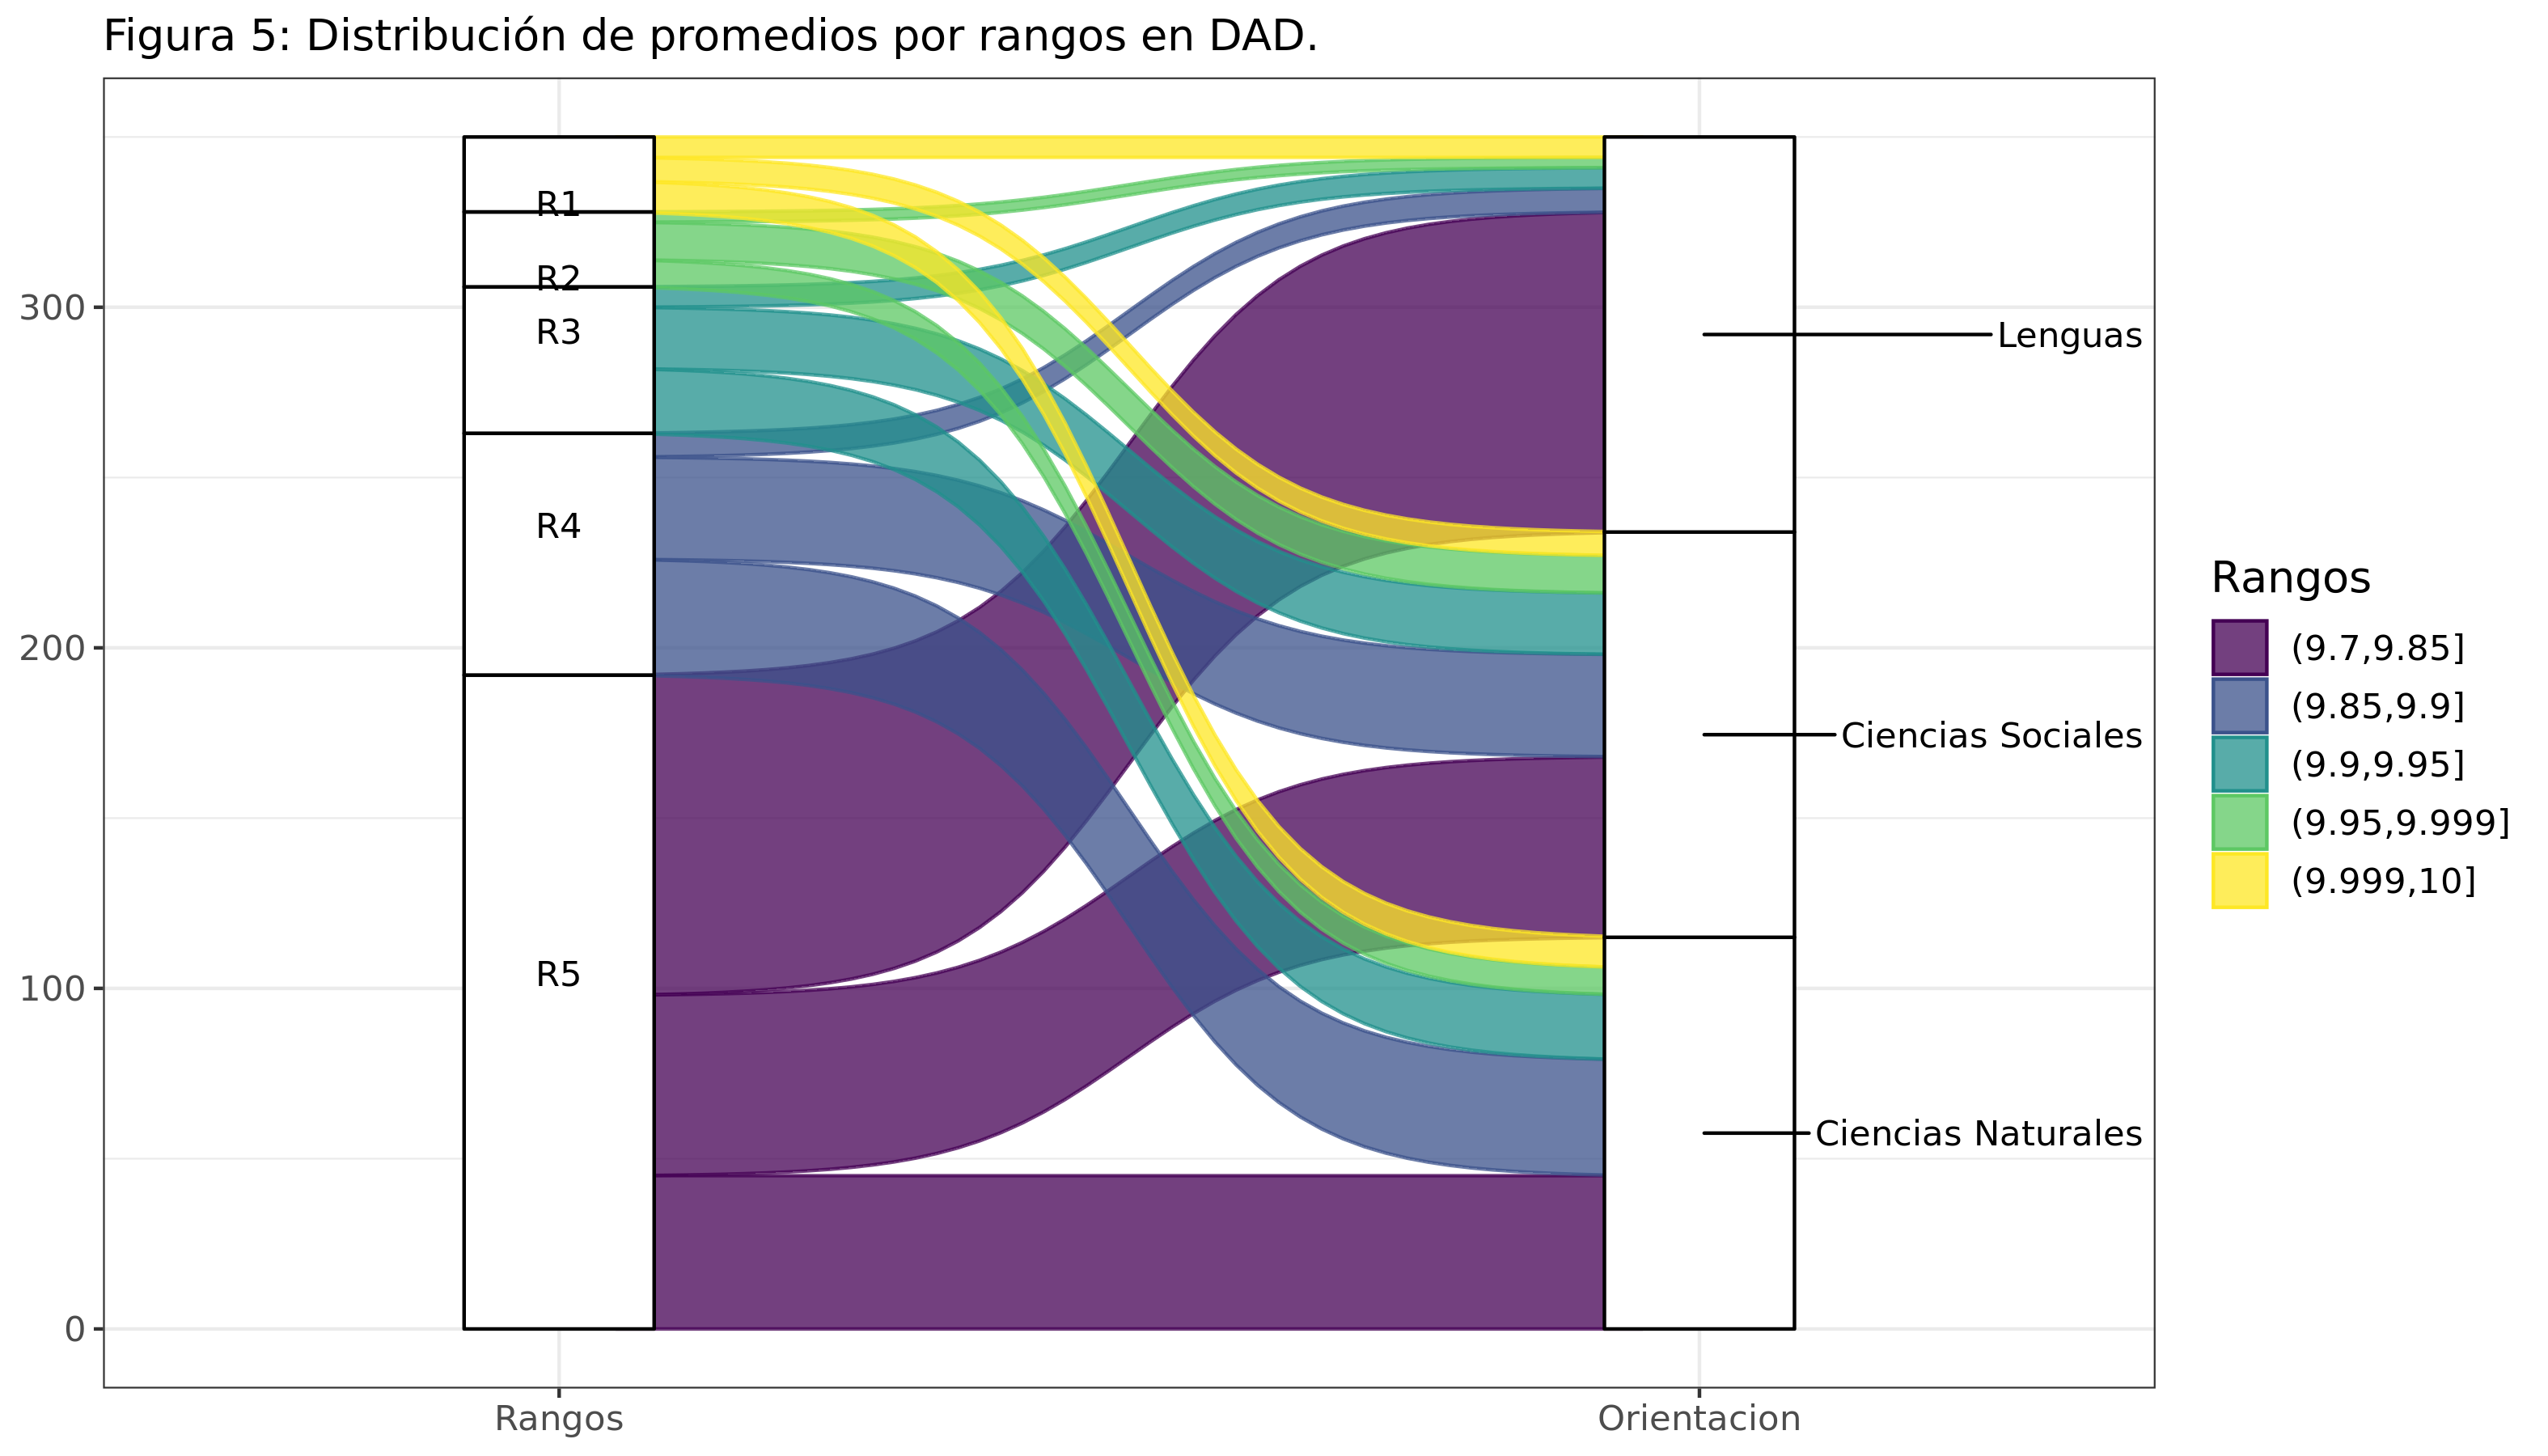 Figura 5: Distribución de promedios por rangos en DAD.
300
200
100
0
R1
R2
R3
R4
R5
Lenguas
Ciencias Sociales
Ciencias Naturales
Rangos
Orientacion
Rangos
(9.7,9.85]
(9.85,9.9]
(9.9,9.95]
(9.95,9.999]
(9.999,10]